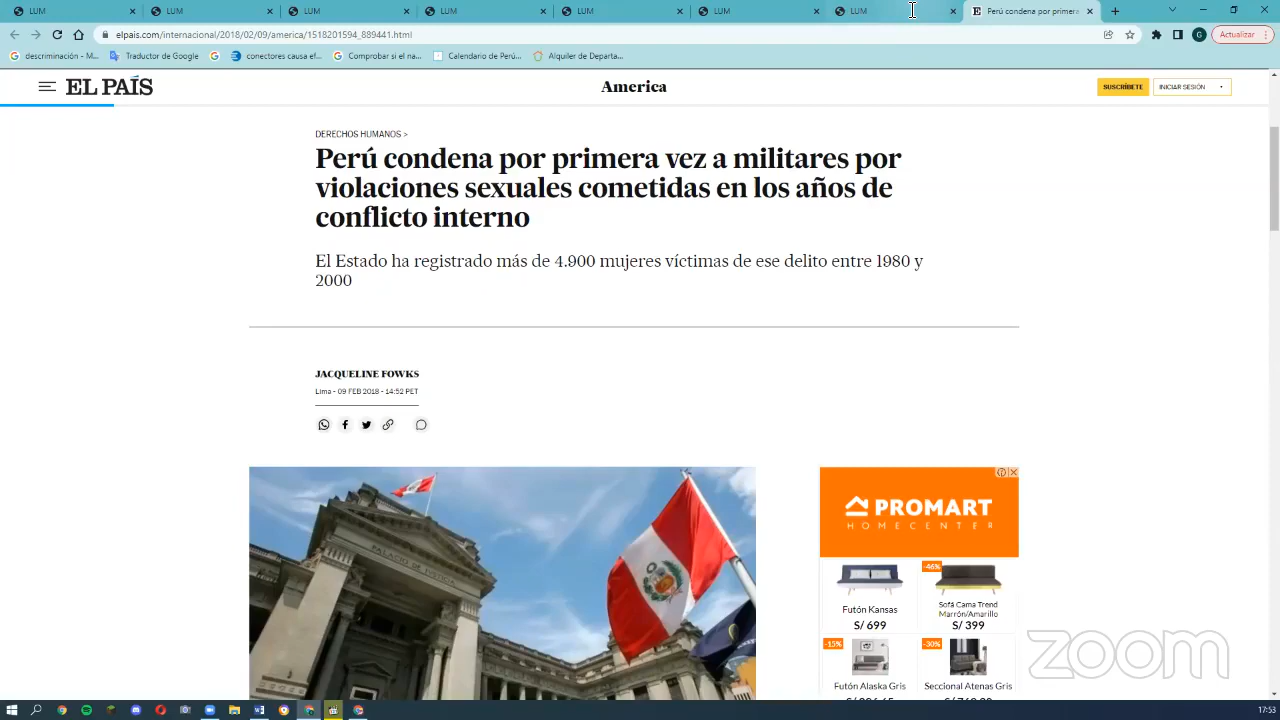 LUM
LUM
LUM
LUM
LUM
LUM
LUM
Perú condena por primera
elpais.com/internacional/2018/02/09/america/1518201594_889441.html
Actualizar
descriminación - M...
Traductor de Google
conectores causa ef...
Comprobar si el na...
Calendario de Perú...
Alquiler de Departa...
EL PAÍS
America
SUSCRÍBETE
INICIAR SESIÓN
DERECHOS HUMANOS >
Perú condena por primera vez a militares por
violaciones sexuales cometidas en los años de
conflicto interno
El Estado ha registrado más de 4.900 mujeres víctimas de ese delito entre 1980 y
2000
JACQUELINE FOWKS
Lima - 09 FEB 2018 - 14:52 PET
PALACIO DE JUSTICIA
PROMART
HOMECENTER
-46%
Futón Kansas
S/ 699
Sofá Cama Trend
Marrón/Amarillo
S/ 399
-15%
-30%
Futón Alaska Gris
Seccional Atenas Gris
zoom
17:53